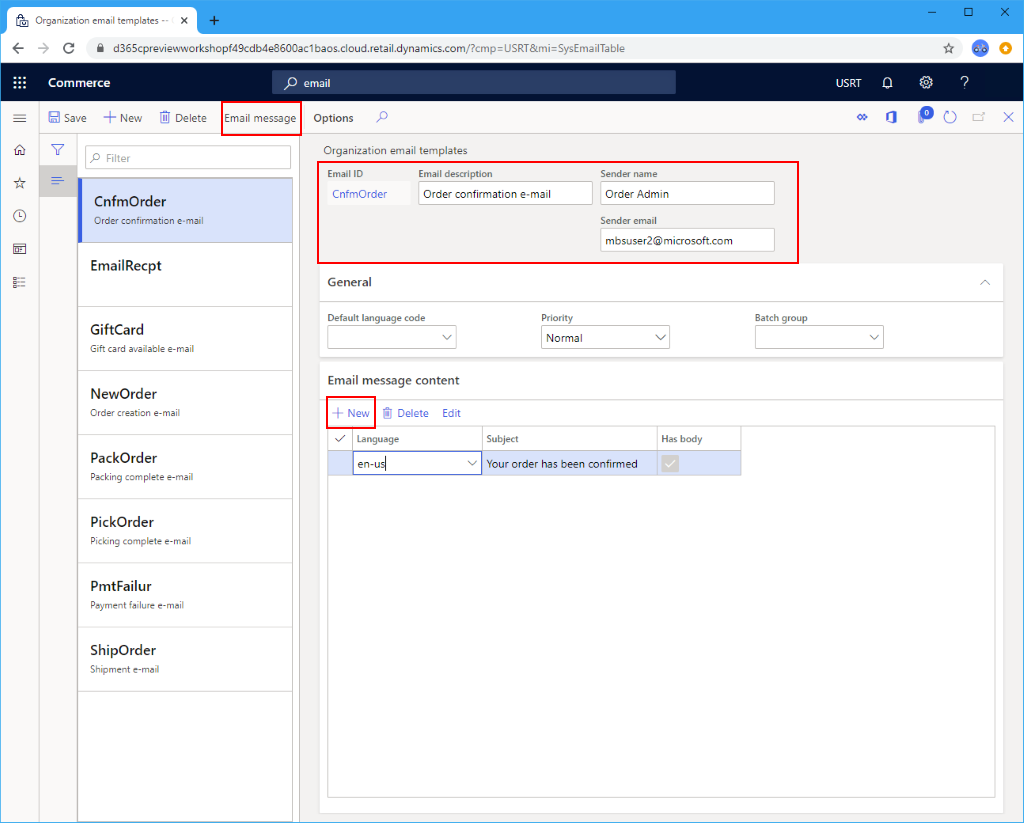 Organization email templates --
d365cpreviewworkshopf49cdb4e8600ac1baos.cloud.retail.dynamics.com/?cmp=USRT&mi=SysEmailTable
Commerce
email
USRT
?
Save
New
Delete
Email message
Options
0
Filter
CnfmOrder
Order confirmation e-mail
EmailRecpt
GiftCard
Gift card available e-mail
NewOrder
Order creation e-mail
PackOrder
Packing complete e-mail
PickOrder
Picking complete e-mail
PmtFailur
Payment failure e-mail
ShipOrder
Shipment e-mail
Organization email templates
Email ID
Email description
Sender name
CnfmOrder
Order confirmation e-mail
Order Admin
Sender email
mbsuser2@microsoft.com
General
Default language code
Priority
Batch group
Normal
Email message content
New
Delete
Edit
Language
Subject
Has body
en-us
Your order has been confirmed